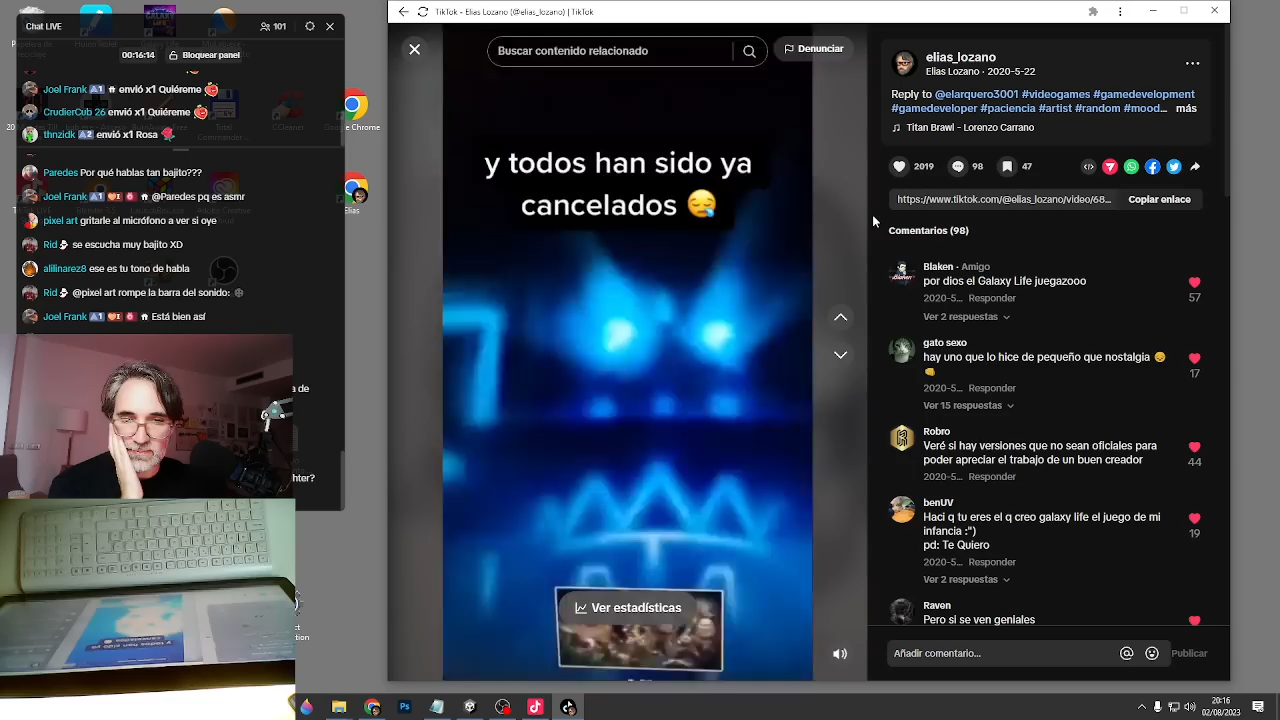 Chat LIVE
101
00:16:14
Bloquear panel
Joel Frank A1 envió x1 Quiéreme
CrudierCub 26 envió x1 Quiéreme
thnzidk A2 envió x1 Rosa
Paredes Por qué hablas tan bajito???
Joel Frank A1 @Paredes pq es asmr
pixel art gritarle al micrófono a ver si oye
Rid se escucha muy bajito XD
alilinarez8 ese es tu tono de habla
Rid @pixel art rompe la barra del sonido:
Joel Frank A1 Está bien así
TikTok - Elias Lozano (@elias_lozano) | TikTok
Buscar contenido relacionado
Denunciar
y todos han sido ya
cancelados
Ver estadísticas
elias_lozano
Elias Lozano · 2020-5-22
Reply to @elarquero3001 #videogames #gamedevelopment
#gamedeveloper #paciencia #artist #random #mood... más
Titan Brawl - Lorenzo Carrano
2019
98
47
https://www.tiktok.com/@elias_lozano/video/68...
Copiar enlace
Comentarios (98)
Blaken · Amigo
por dios el Galaxy Life juegazooo
2020-5... Responder
57
Ver 2 respuestas
gato sexo
hay uno que lo hice de pequeño que nostalgia
2020-5... Responder
17
Ver 15 respuestas
Robro
Veré si hay versiones que no sean oficiales para
poder apreciar el trabajo de un buen creador
2020-5... Responder
44
benUV
Haci q tu eres el q creo galaxy life el juego de mi
infancia :")
pd: Te Quiero
2020-5... Responder
19
Ver 2 respuestas
Raven
Pero si se ven geniales
Añadir comentario...
Publicar
20:16
02/08/2023